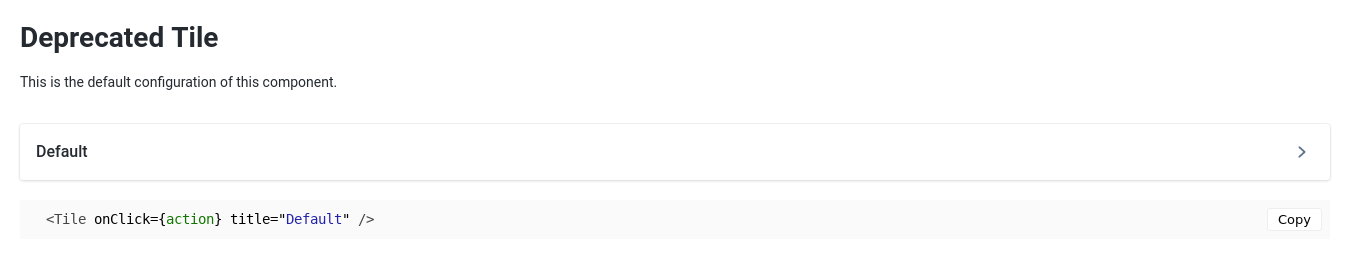 Deprecated Tile
This is the default configuration of this component.
Default
<Tile onClick={action} title="Default" />
Copy